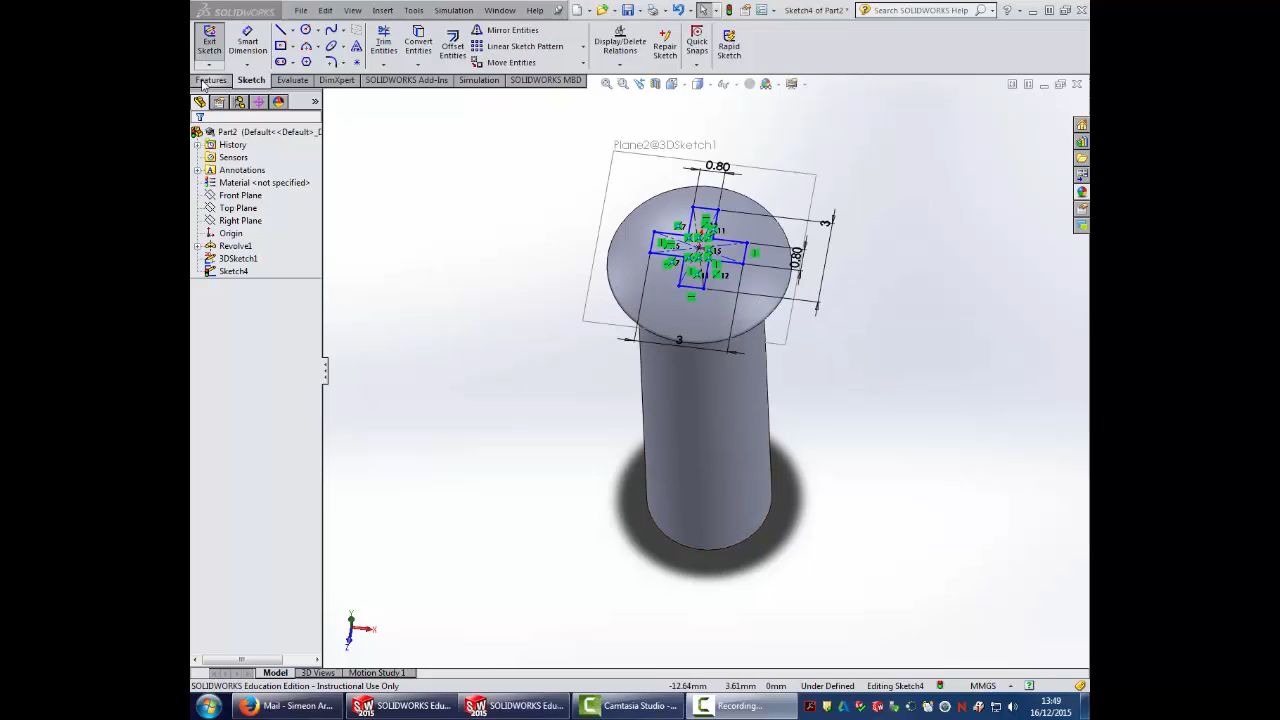 SOLIDWORKS File Edit View Insert Tools Simulation Window Help Sketch4 of Part2 * Search SOLIDWORKS Help
Exit Sketch Smart Dimension Trim Entities Convert Entities Offset Entities Mirror Entities Linear Sketch Pattern Move Entities Display/Delete Relations Repair Sketch Quick Snaps Rapid Sketch
Features Sketch Evaluate DimXpert SOLIDWORKS Add-Ins Simulation SOLIDWORKS MBD
Part2 (Default<<Default>_D
History
Sensors
Annotations
Material <not specified>
Front Plane
Top Plane
Right Plane
Origin
Revolve1
3DSketch1
Sketch4
Plane2@3DSketch1
0.80
3
0.80
3
Y
X
Z
Model 3D Views Motion Study 1
SOLIDWORKS Education Edition - Instructional Use Only -12.64mm 3.61mm 0mm Under Defined Editing Sketch4 MMGS
Mail - Simeon Ar... SOLIDWORKS Edu... SOLIDWORKS Edu... Camtasia Studio -... Recording... 13:49
16/12/2015